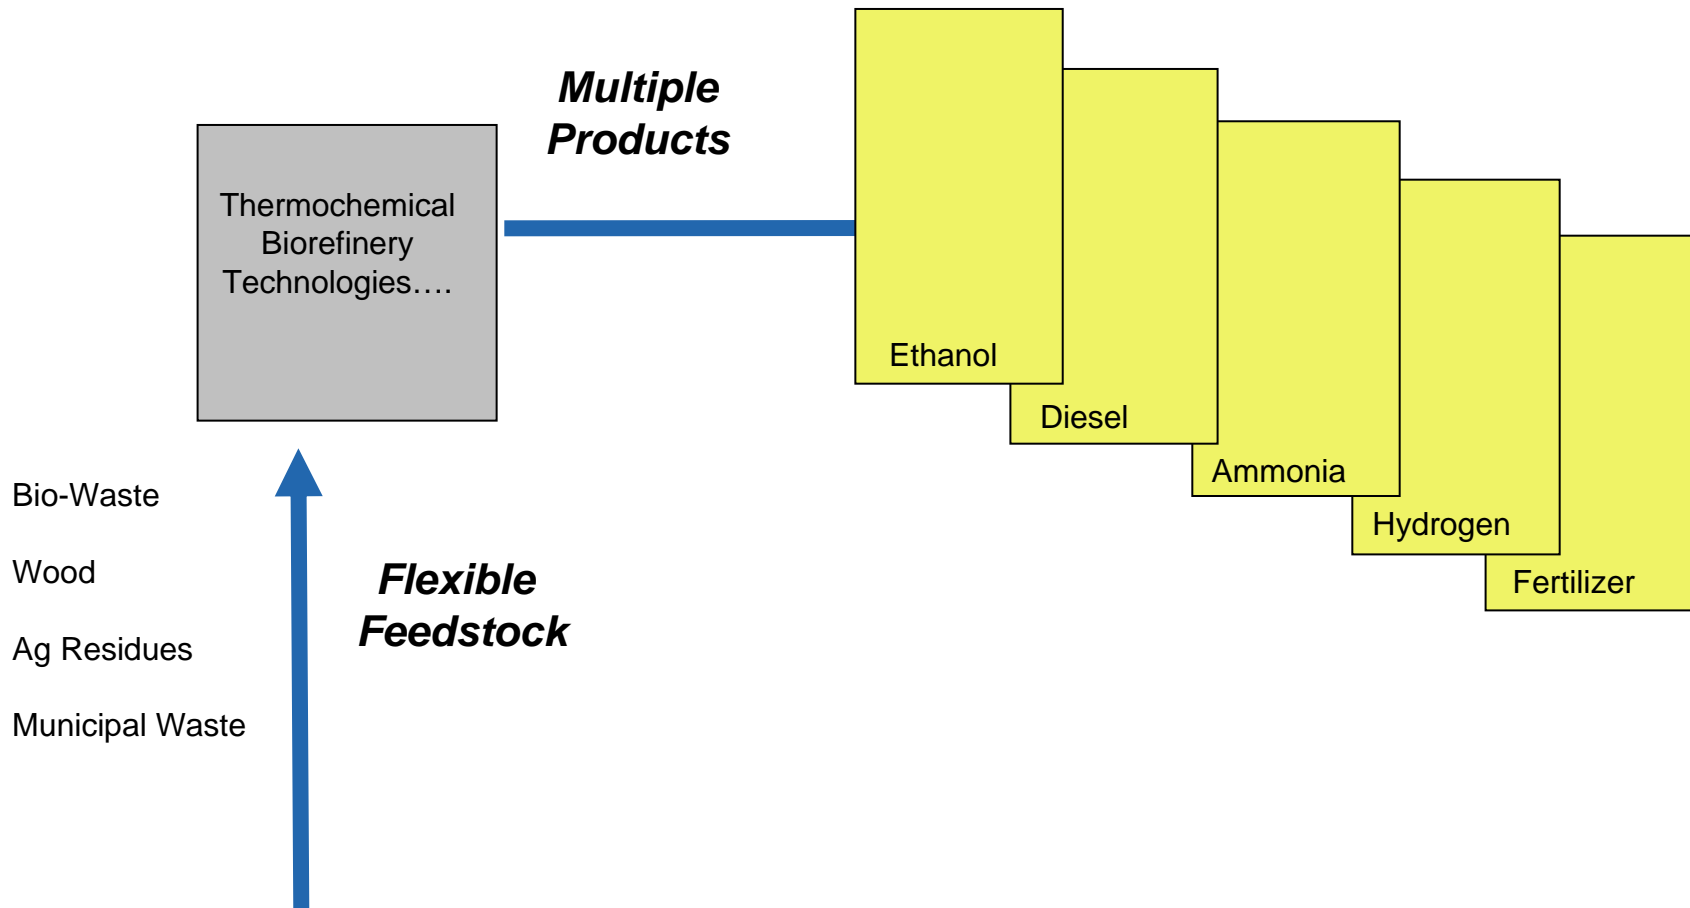 Multiple
Products
Thermochemical
Biorefinery
Technologies….
Ethanol
Diesel
Ammonia
Hydrogen
Fertilizer
Bio-Waste
Wood
Ag Residues
Municipal Waste
Flexible
Feedstock